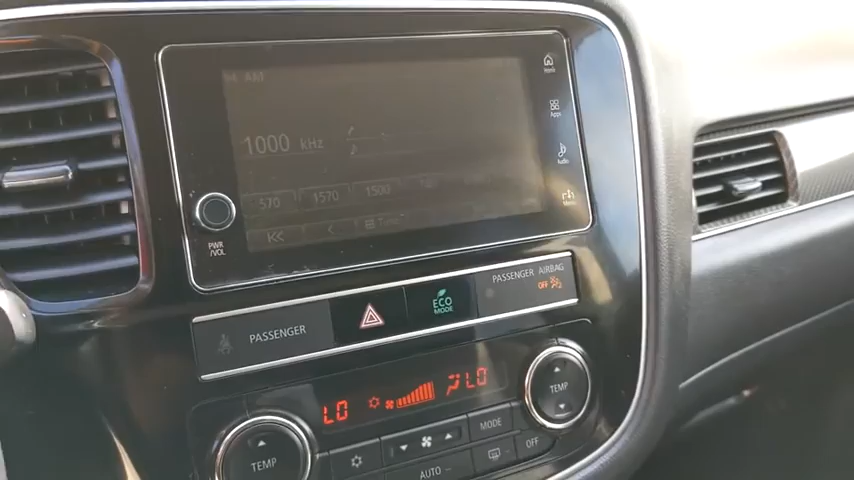 AM
Home
Apps
1000 kHz
Audio
570 1570 1500
Menu
PWR
/VOL
PASSENGER AIRBAG
OFF
ECO
MODE
PASSENGER
LO LO
TEMP
MODE
AUTO OFF
TEMP